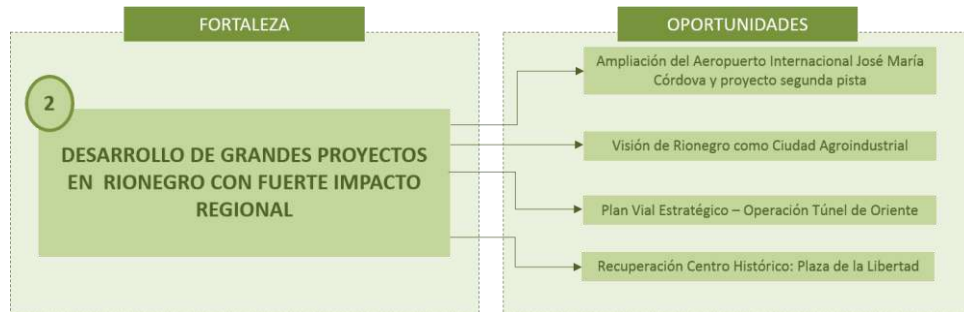 FORTALEZA
2
DESARROLLO DE GRANDES PROYECTOS
EN RIONEGRO CON FUERTE IMPACTO
REGIONAL
OPORTUNIDADES
Ampliación del Aeropuerto Internacional José María
Córdova y proyecto segunda pista
Visión de Rionegro como Ciudad Agroindustrial
Plan Vial Estratégico – Operación Túnel de Oriente
Recuperación Centro Histórico: Plaza de la Libertad